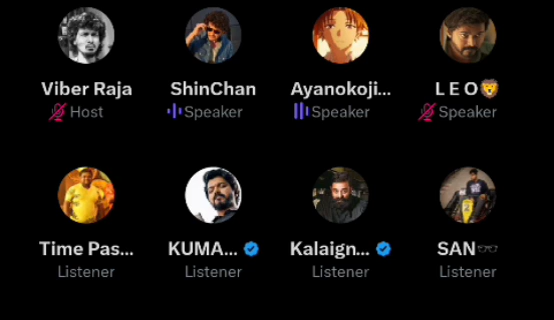 Viber Raja ShinChan Ayanokoji... L E O🦁
Host Speaker Speaker Speaker
Time Pas... KUMA... Kalaign... SAN👓
Listener Listener Listener Listener